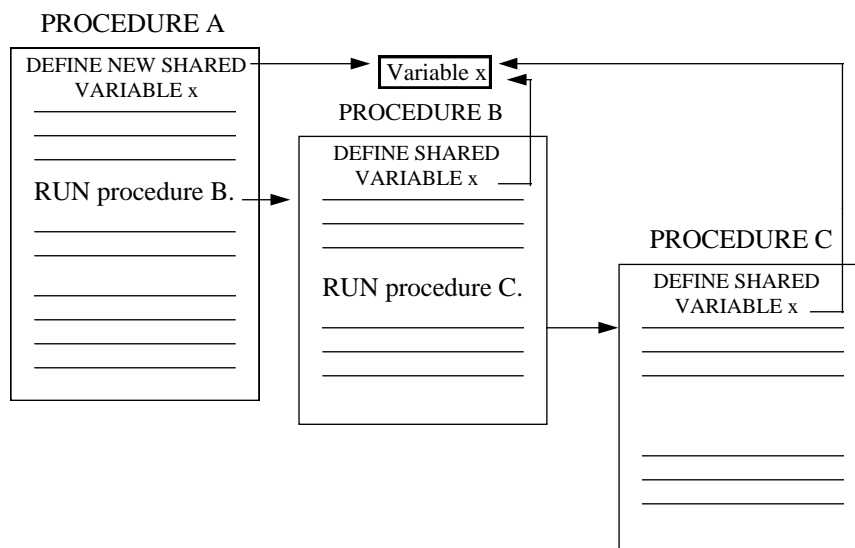 PROCEDURE A
DEFINE NEW SHARED
VARIABLE x
RUN procedure B.
Variable x
PROCEDURE B
DEFINE SHARED
VARIABLE x
RUN procedure C.
PROCEDURE C
DEFINE SHARED
VARIABLE x